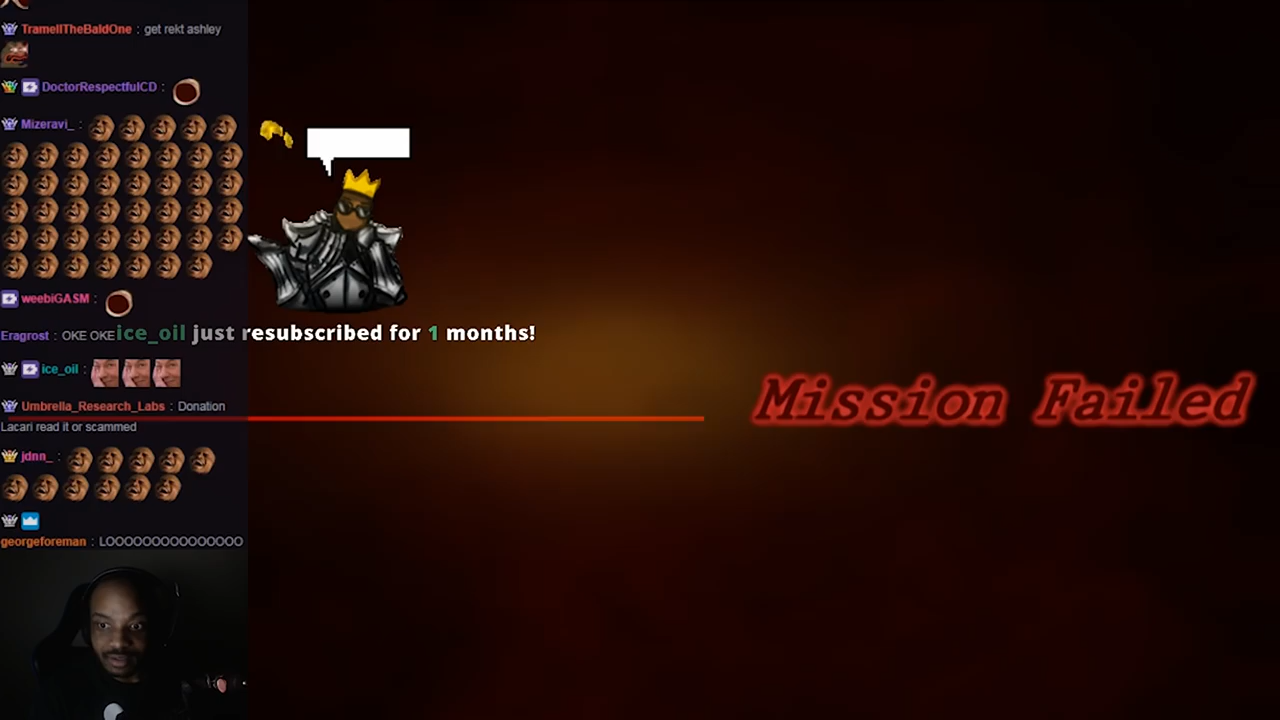 TramellTheBaldOne : get rekt ashley
DoctorRespectfulCD :
Mizeravi_ :
weebiGASM :
Eragrost : OKE OKE
ice_oil just resubscribed for 1 months!
ice_oil :
Umbrella_Research_Labs : Donation
Lacari read it or scammed
Mission Failed
jdnn_ :
georgeforeman : LOOOOOOOOOOOOOOO